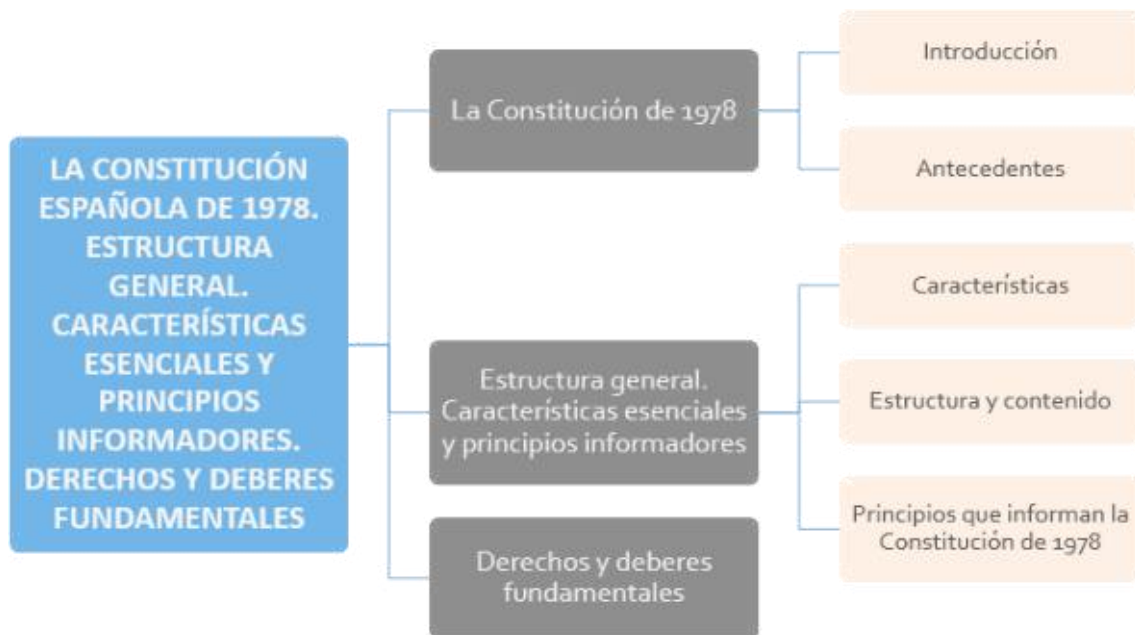 LA CONSTITUCIÓN
ESPAÑOLA DE 1978.
ESTRUCTURA
GENERAL.
CARACTERÍSTICAS
ESENCIALES Y
PRINCIPIOS
INFORMADORES.
DERECHOS Y DEBERES
FUNDAMENTALES
La Constitución de 1978
Introducción
Antecedentes
Estructura general.
Características esenciales
y principios informadores
Características
Estructura y contenido
Principios que informan la
Constitución de 1978
Derechos y deberes
fundamentales